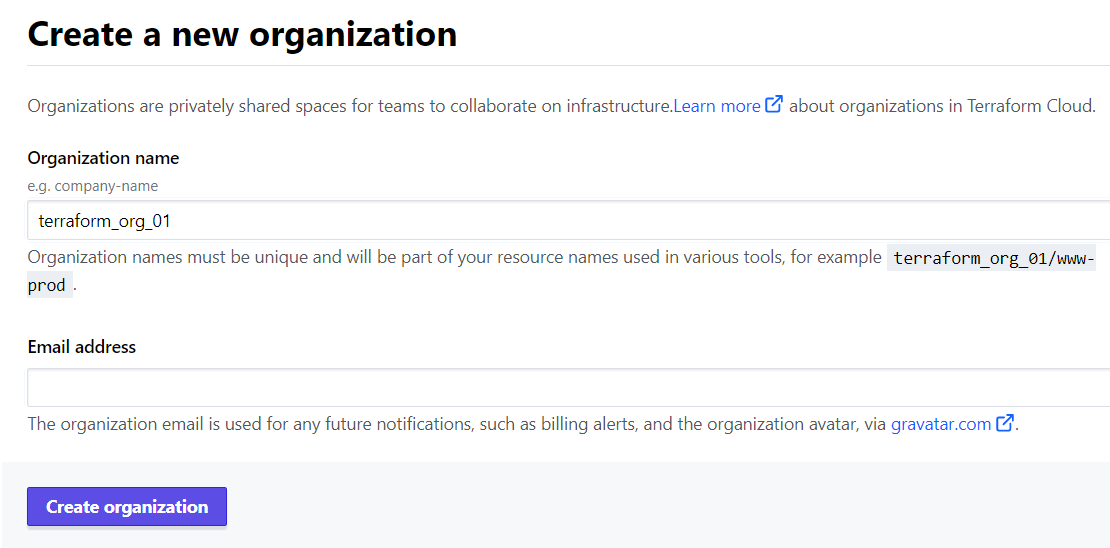 Create a new organization
Organizations are privately shared spaces for teams to collaborate on infrastructure.Learn more about organizations in Terraform Cloud.
Organization name
e.g. company-name
terraform_org_01
Organization names must be unique and will be part of your resource names used in various tools, for example terraform_org_01/www-
prod .
Email address
The organization email is used for any future notifications, such as billing alerts, and the organization avatar, via gravatar.com .
Create organization